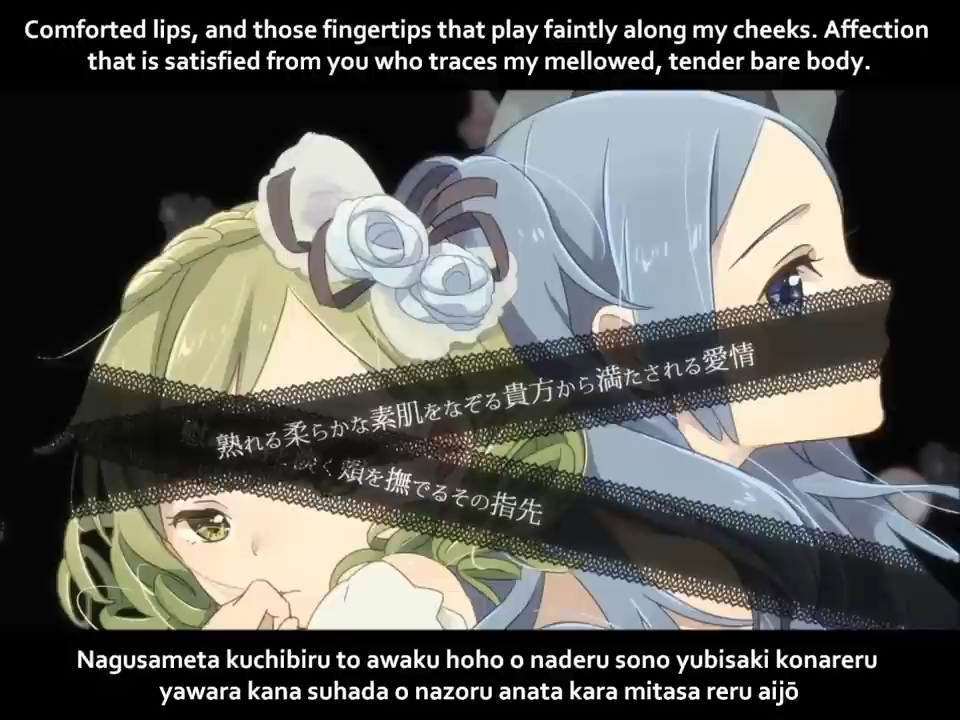 Comforted lips, and those fingertips that play faintly along my cheeks. Affection
that is satisfied from you who traces my mellowed, tender bare body.
熟れる柔らかな素肌をなぞる貴方から満たされる愛情
淡く頬を撫でるその指先
Nagusameta kuchibiru to awaku hoho o naderu sono yubisaki konareru
yawara kana suhada o nazoru anata kara mitasa reru aijō